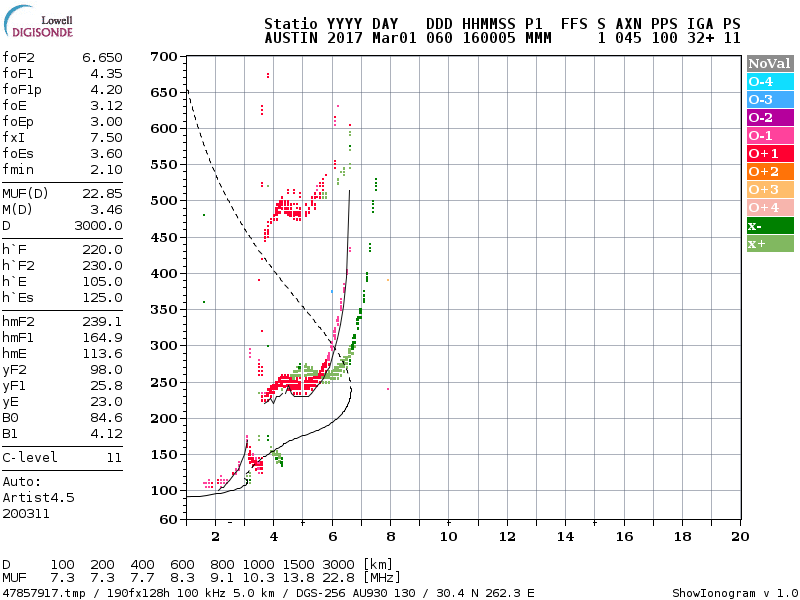 Lowell
DIGISONDE
Statio YYYY DAY DDD HHMMSS P1 FFS S AXN PPS IGA PS
AUSTIN 2017 Mar01 060 160005 MMM 1 045 100 32+ 11
foF2 6.650
foF1 4.35
foF1p 4.20
foE 3.12
foEp 3.00
fxI 7.50
foEs 3.60
fmin 2.10
MUF(D) 22.85
M(D) 3.46
D 3000.0
h`F 220.0
h`F2 230.0
h`E 105.0
h`Es 125.0
hmF2 239.1
hmF1 164.9
hmE 113.6
yF2 98.0
yF1 25.8
yE 23.0
B0 84.6
B1 4.12
C-level 11
Auto:
Artist4.5
200311
700
650
600
550
500
450
400
350
300
250
200
150
100
60
2 4 6 8 10 12 14 16 18 20
NoVal
O-4
O-3
O-2
O-1
O+1
O+2
O+3
O+4
X-
X+
D 100 200 400 600 800 1000 1500 3000 [km]
MUF 7.3 7.3 7.7 8.3 9.1 10.3 13.8 22.8 [MHz]
47857917.tmp / 190fx128h 100 kHz 5.0 km / DGS-256 AU930 130 / 30.4 N 262.3 E
ShowIonogram v 1.0